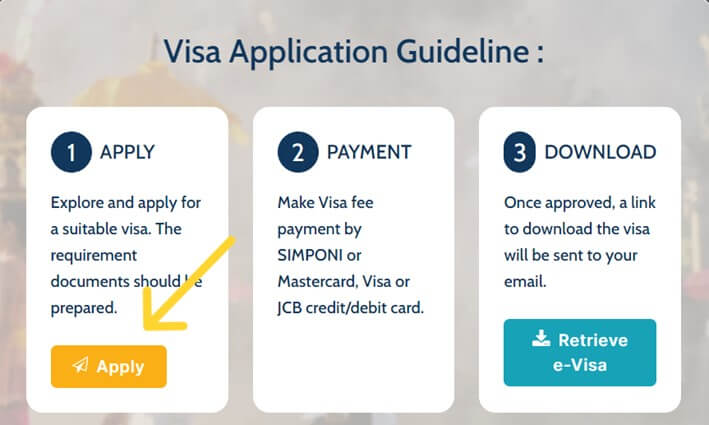 Visa Application Guideline :
1 APPLY
Explore and apply for
a suitable visa. The
requirement
documents should be
prepared.
Apply
2 PAYMENT
Make Visa fee
payment by
SIMPONI or
Mastercard, Visa or
JCB credit/debit card.
3 DOWNLOAD
Once approved, a link
to download the visa
will be sent to your
email.
Retrieve
e-Visa